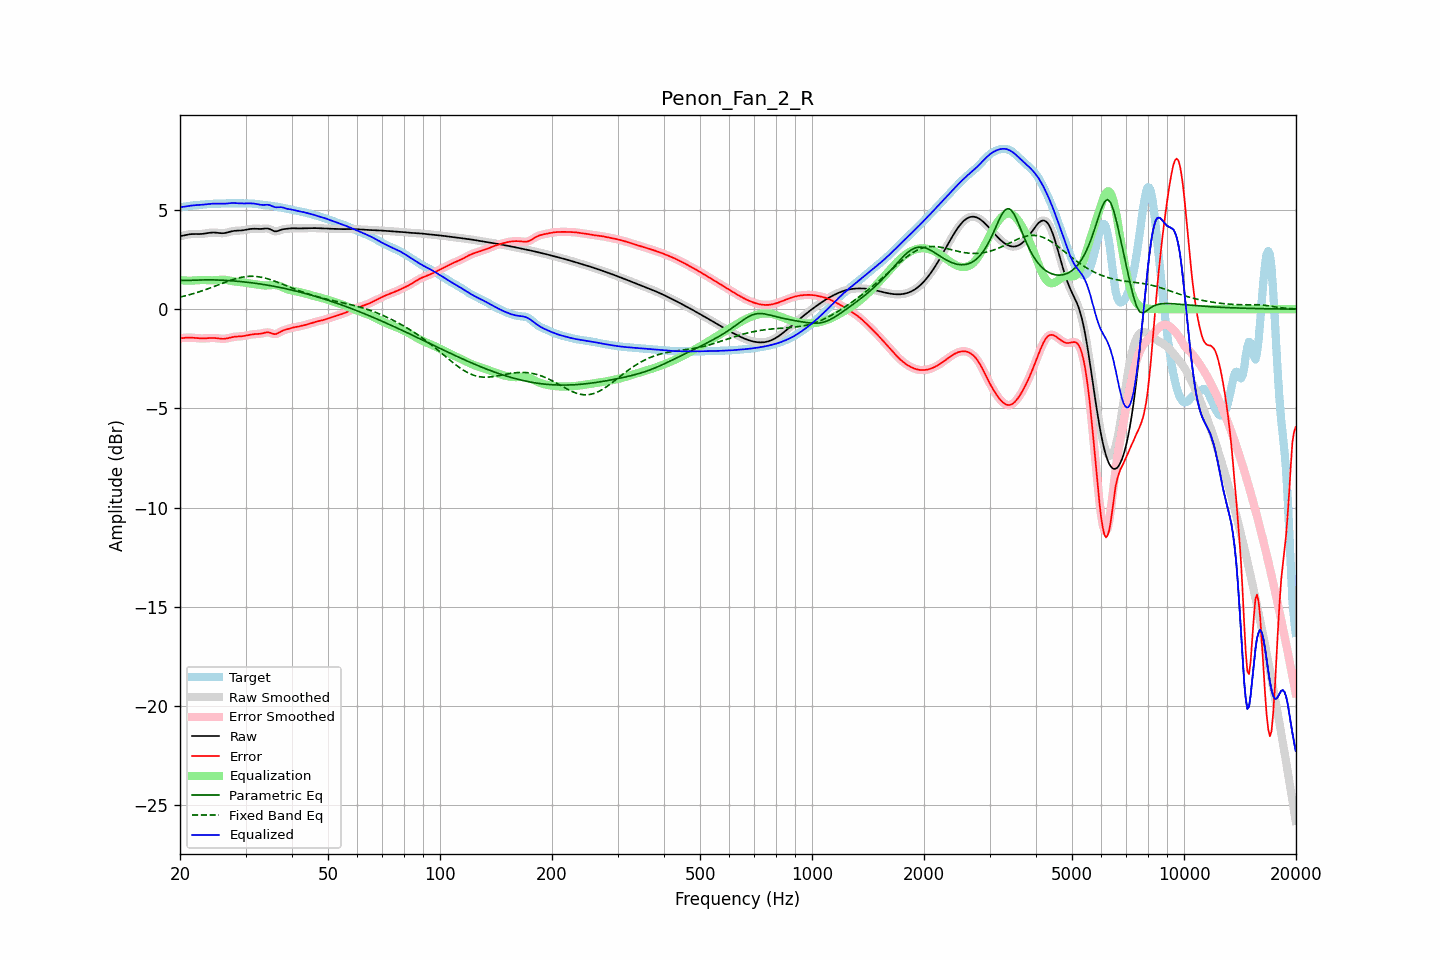 Penon_Fan_2_R
Amplitude (dBr)
5
0
−5
−10
−15
−20
−25
Target
Raw Smoothed
Error Smoothed
Raw
Error
Equalization
Parametric Eq
Fixed Band Eq
Equalized
20 50 100 200 500 1000 2000 5000 10000 20000
Frequency (Hz)